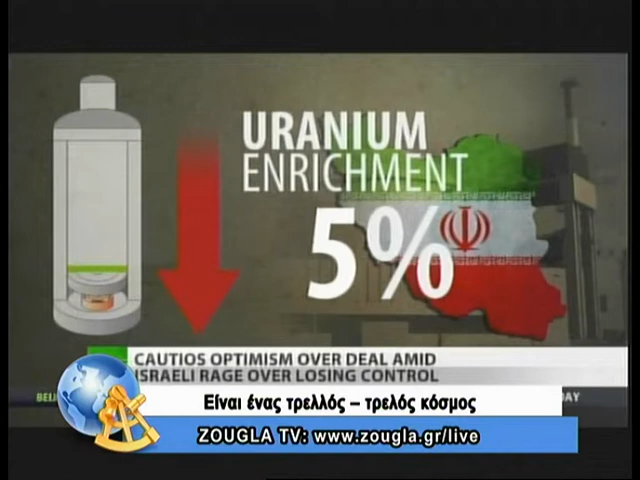 URANIUM
ENRICHMENT
5%
CAUTIOS OPTIMISM OVER DEAL AMID
ISRAELI RAGE OVER LOSING CONTROL
Είναι ένας τρελλός – τρελός κόσμος
ZOUGLA TV: www.zougla.gr/live